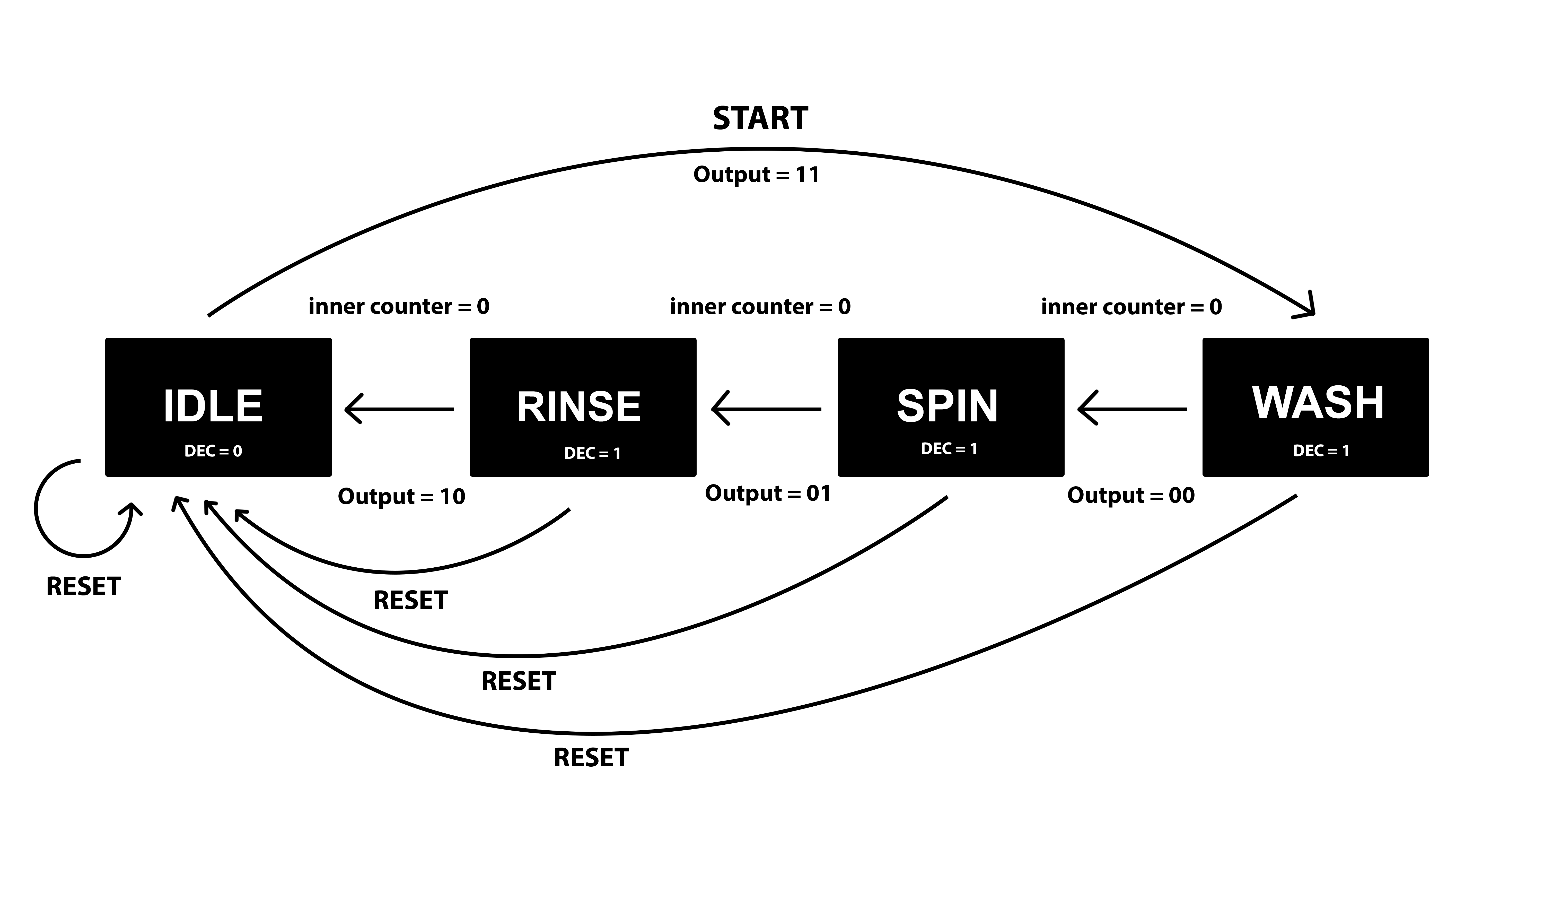 START
Output = 11
inner counter = 0
inner counter = 0
inner counter = 0
IDLE
DEC = 0
RINSE
DEC = 1
SPIN
DEC = 1
WASH
DEC = 1
Output = 10
Output = 01
Output = 00
RESET
RESET
RESET
RESET